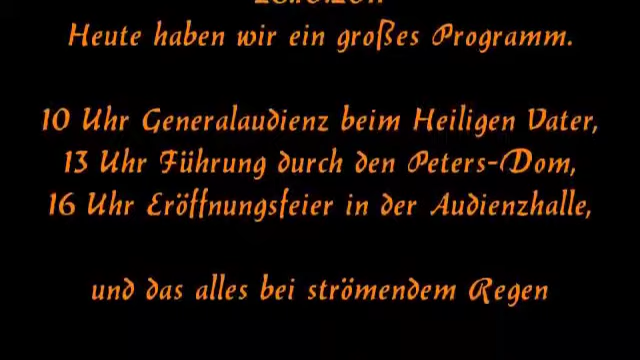 Heute haben wir ein großes Programm.
10 Uhr Generalaudienz beim Heiligen Vater,
13 Uhr Führung durch den Peters-Dom,
16 Uhr Eröffnungsfeier in der Audienzhalle,
und das alles bei strömendem Regen